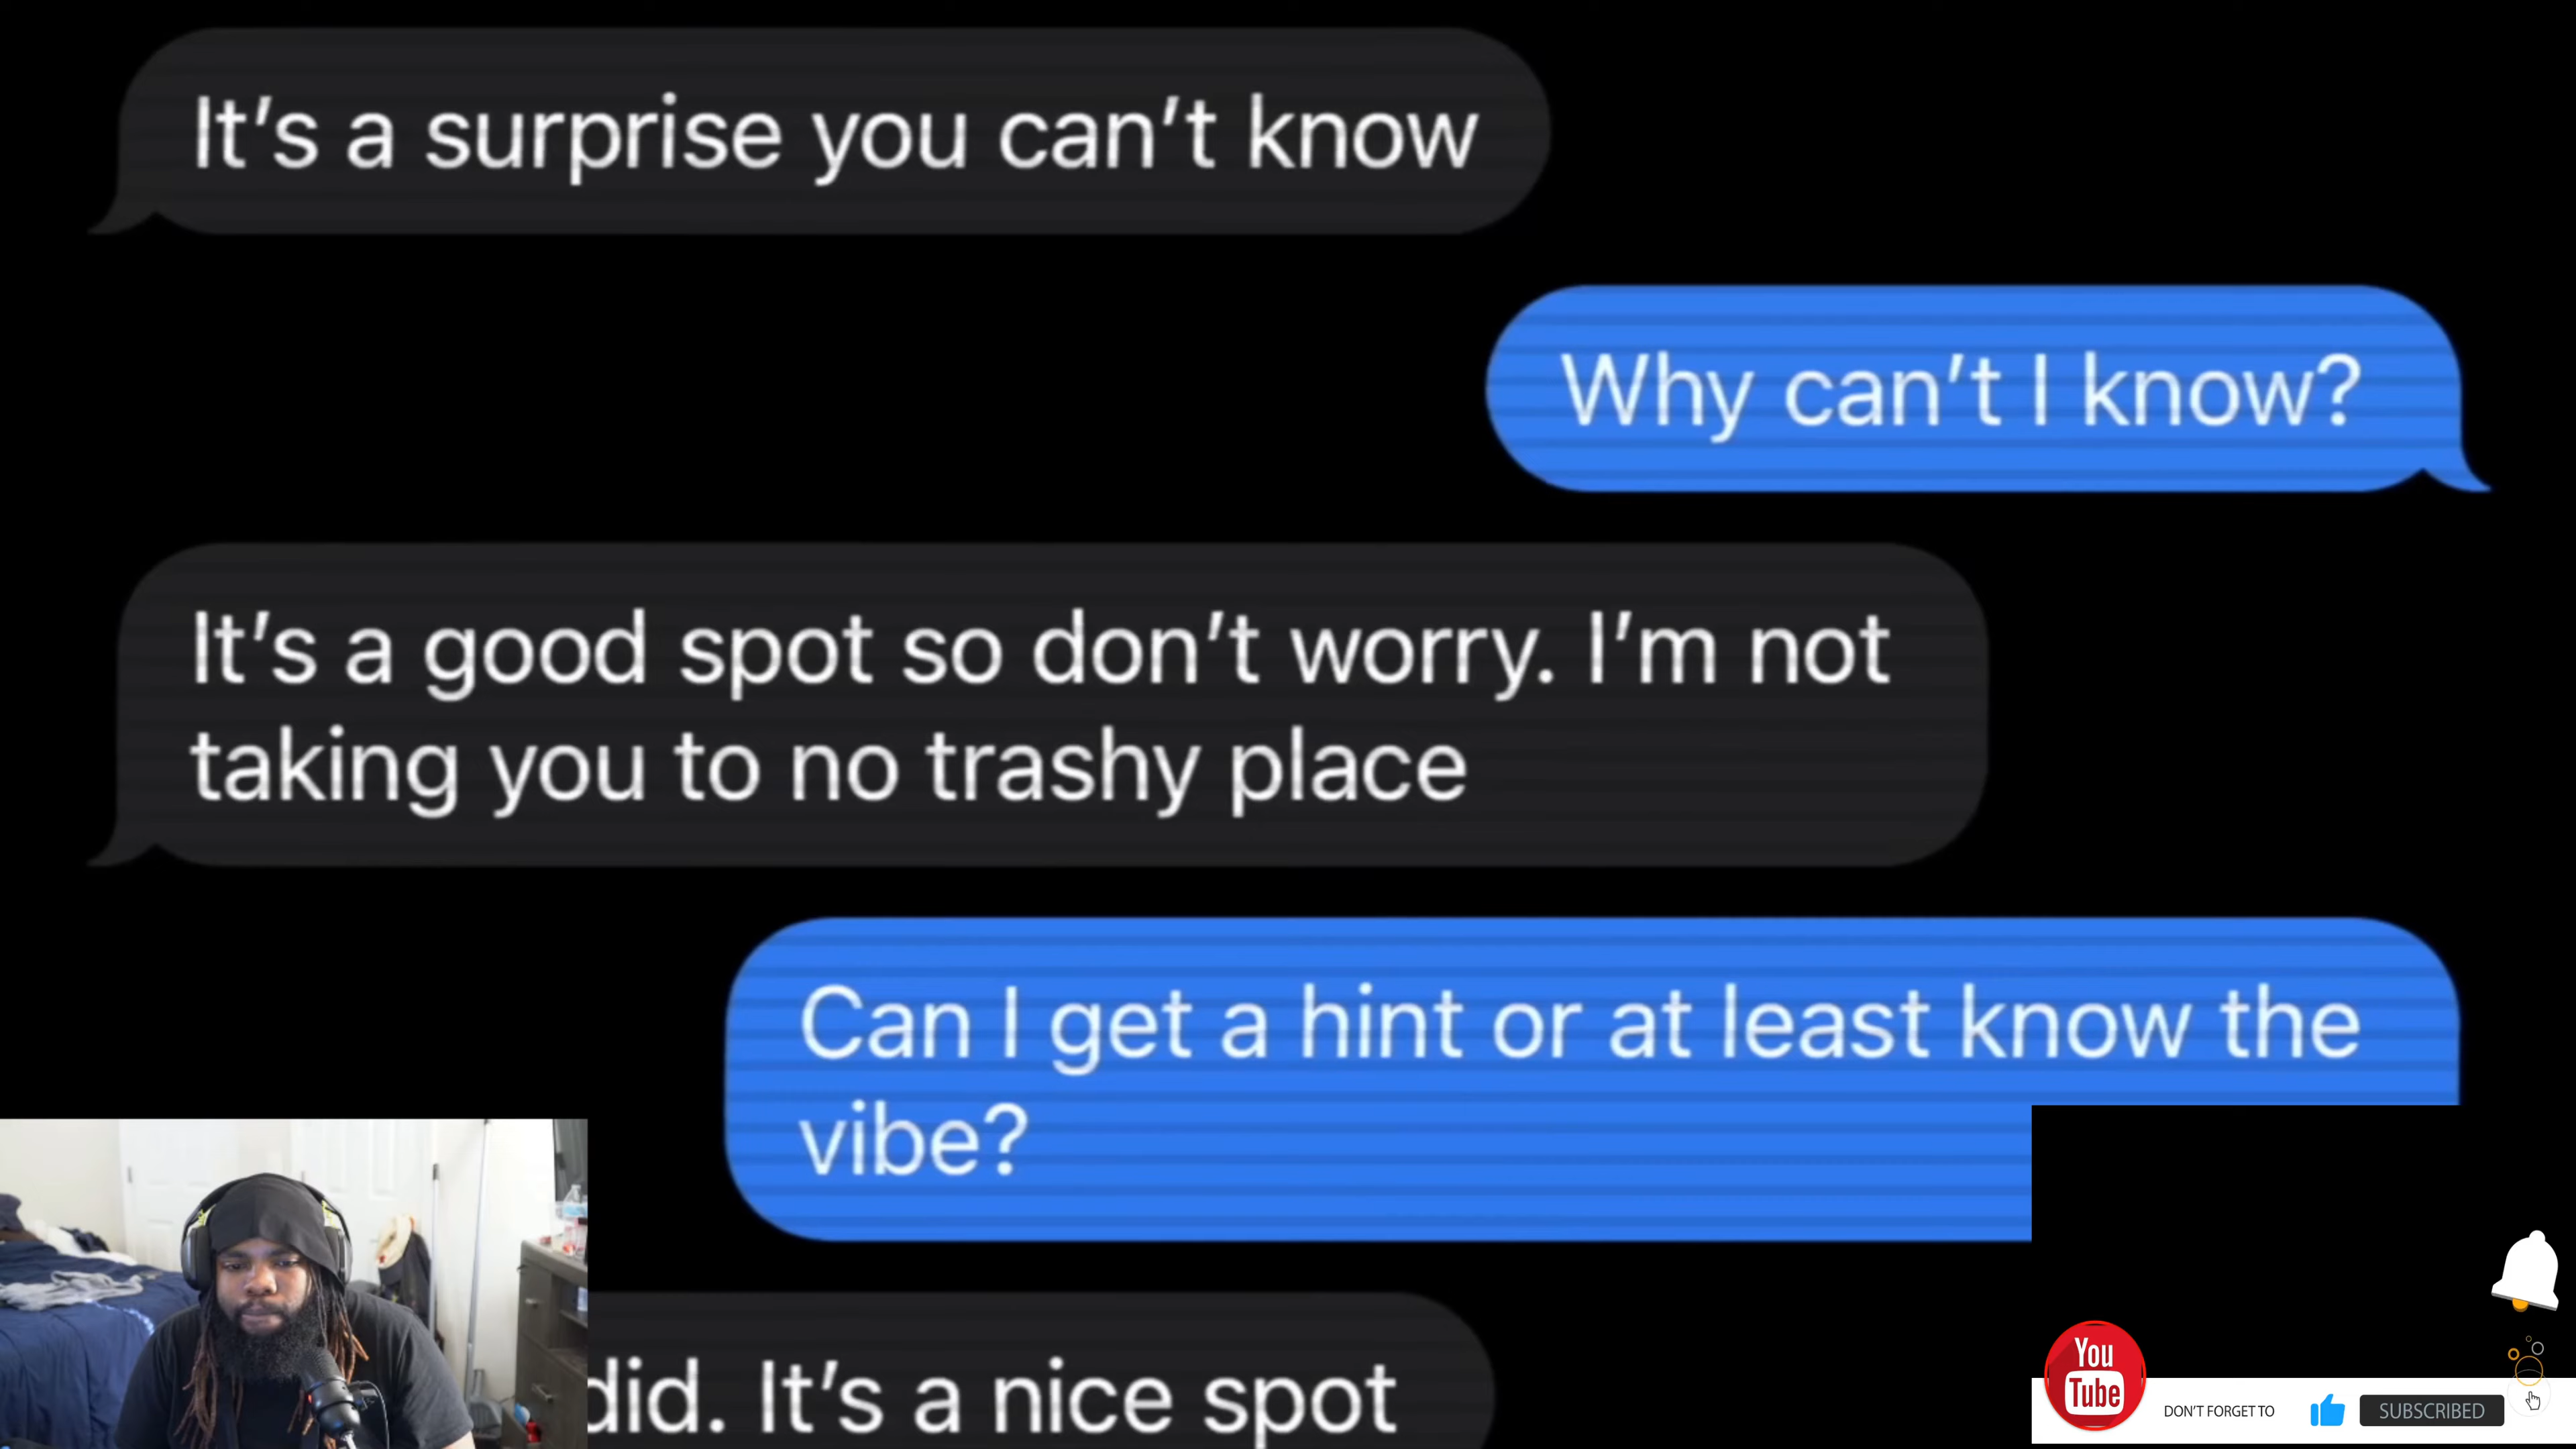 It's a surprise you can't know
Why can't I know?
It's a good spot so don't worry. I'm not
taking you to no trashy place
Can I get a hint or at least know the
vibe?
did. It's a nice spot
You
Tube
DON'T FORGET TO
SUBSCRIBED